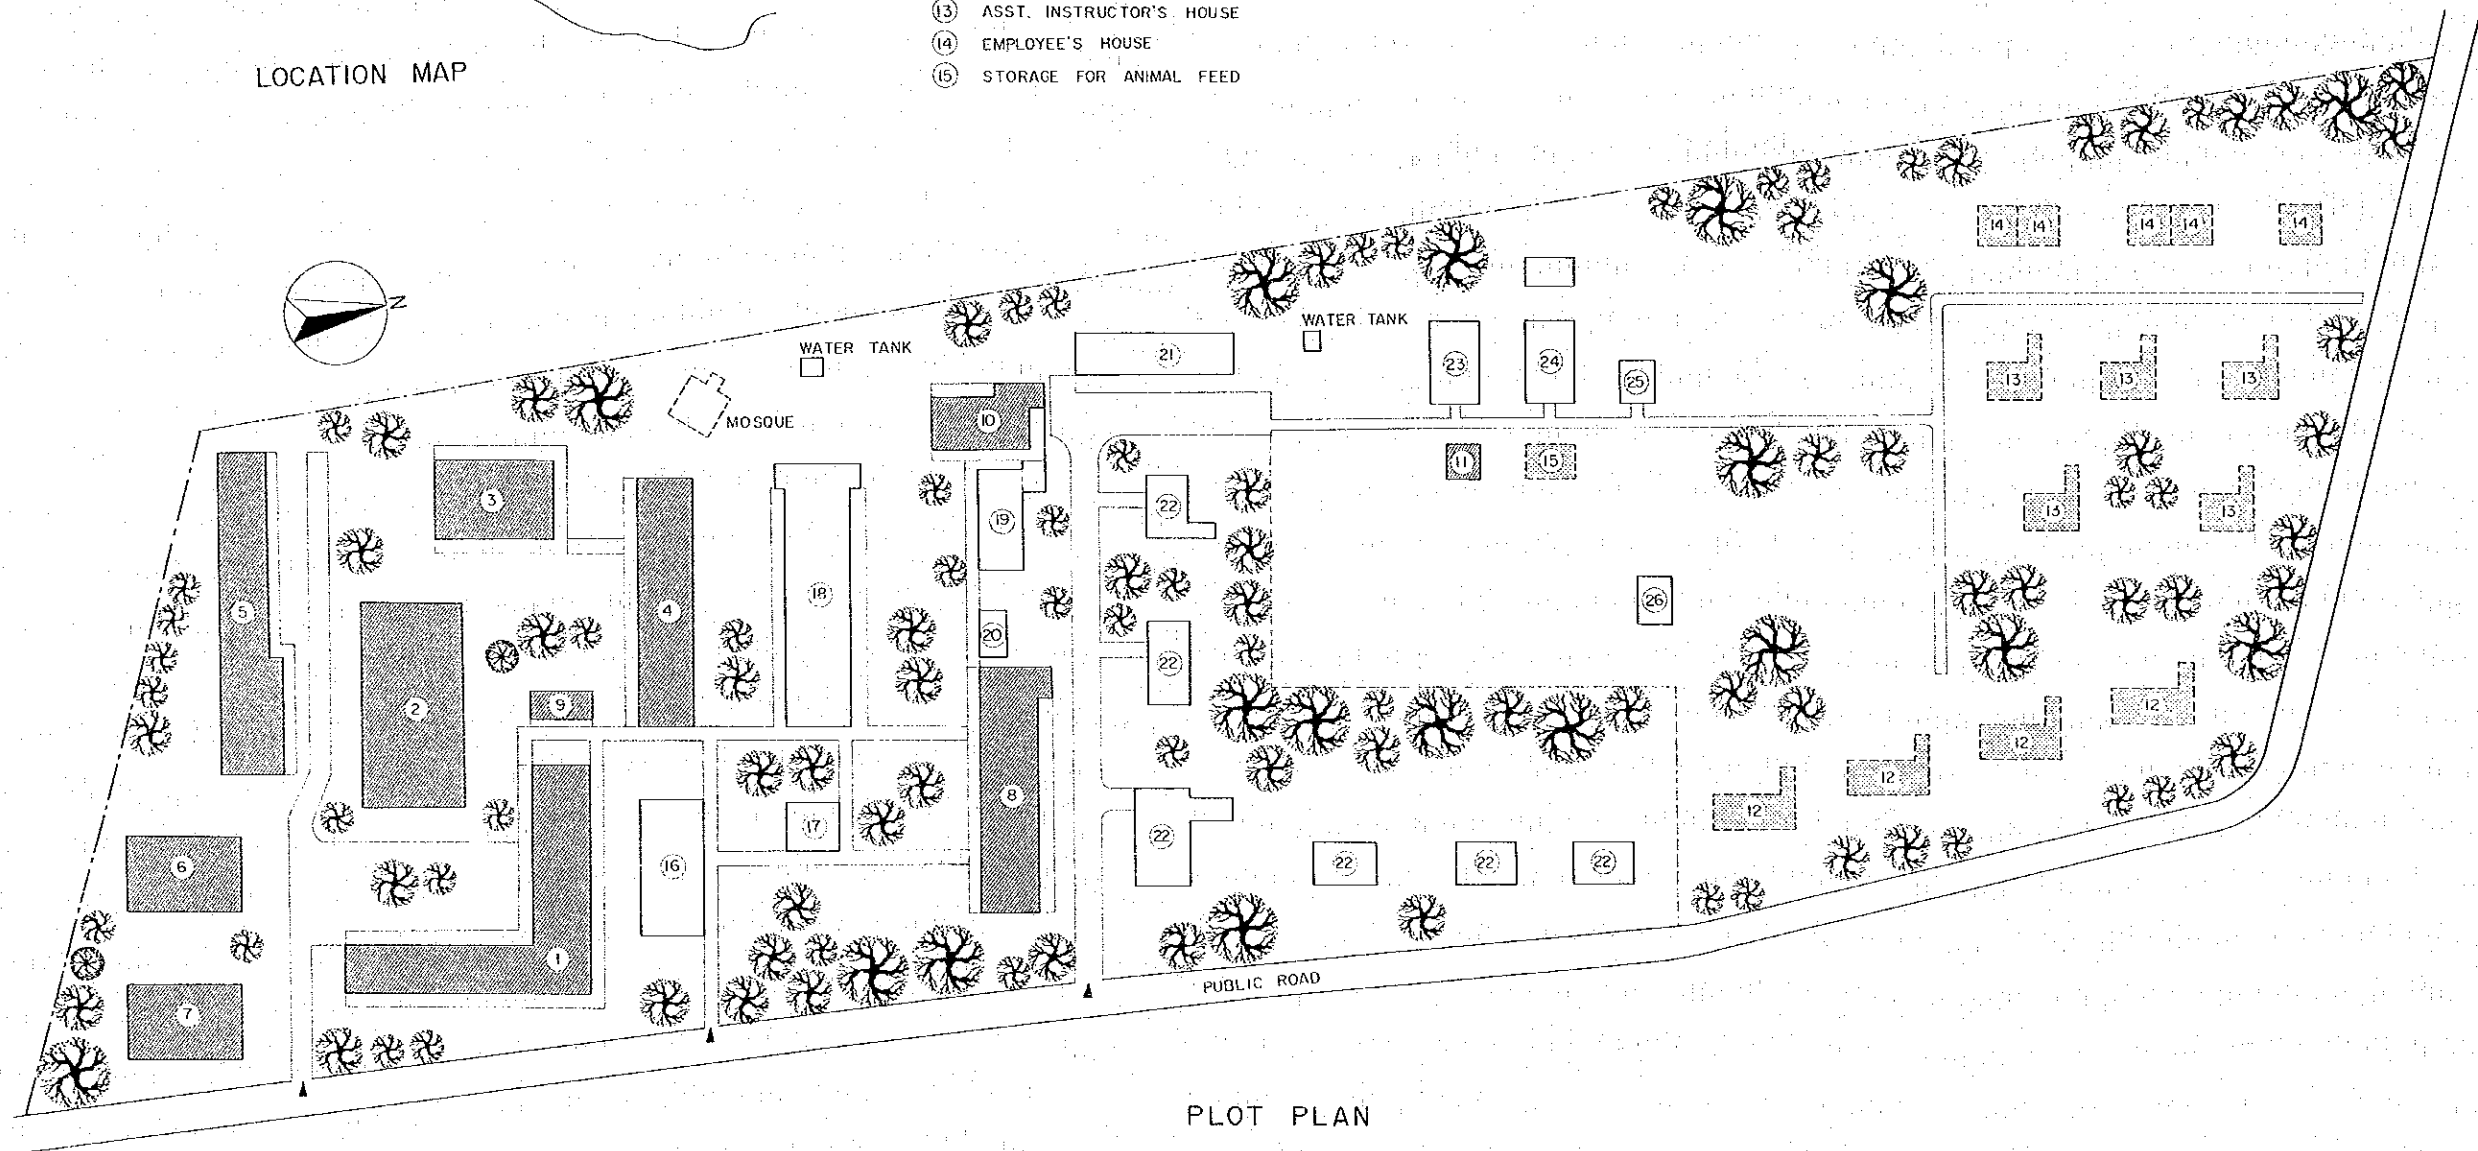 13 ASST. INSTRUCTOR'S HOUSE
14 EMPLOYEE'S HOUSE
15 STORAGE FOR ANIMAL FEED
LOCATION MAP
14 14 14 14 14
N
WATER TANK
WATER TANK
21
23
24
25
13 13 13
MOSQUE
10
11
15
3
19
22
13 13
5
4
18
20
26
2
9
22
12
12
12
12
8
17
16
22
22
22
22
6
1
7
PUBLIC ROAD
PLOT PLAN